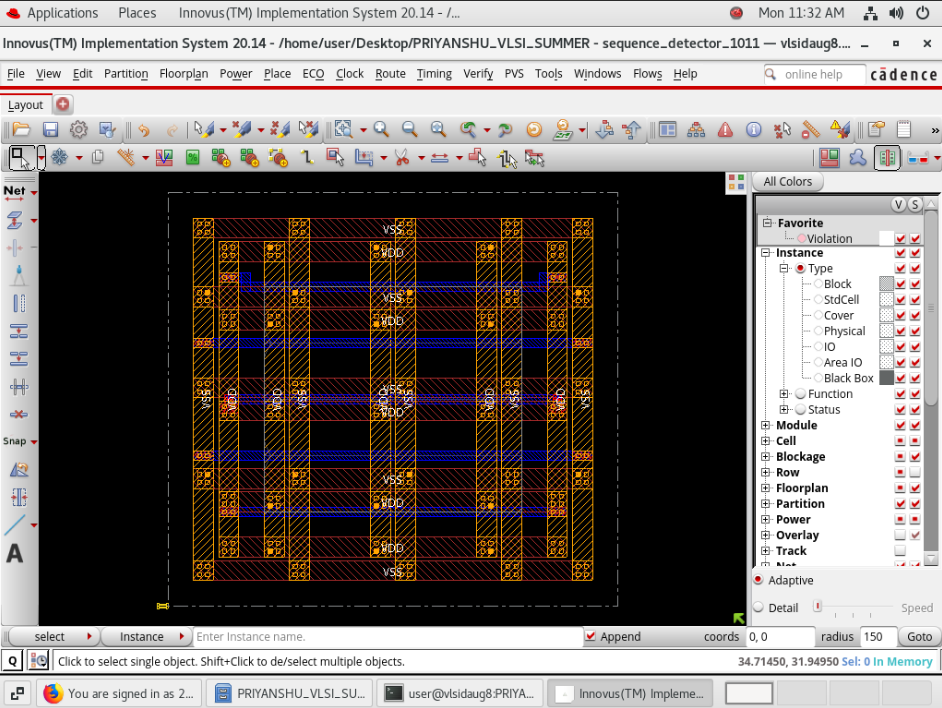 Applications Places Innovus(TM) Implementation System 20.14 - /... Mon 11:32 AM
Innovus(TM) Implementation System 20.14 - /home/user/Desktop/PRIYANSHU_VLSI_SUMMER - sequence_detector_1011 — vlsidaug8....
File View Edit Partition Floorplan Power Place ECO Clock Route Timing Verify PVS Tools Windows Flows Help online help cādence
Layout
»
All Colors
Net
V S
Favorite
Violation
Instance
Type
Block
StdCell
Cover
Physical
IO
Area IO
Black Box
Function
Status
Module
Cell
Blockage
Row
Floorplan
Partition
Power
Overlay
Track
Net
Snap
A
VSS
VDD
VSS
VDD
VSS
VDD
VSS VDD VSS VDD VSS VDD VSS VDD VSS
VSS
VDD
VDD
VSS
Adaptive
Detail Speed
select Instance Enter Instance name. Append coords 0, 0 radius 150 Goto
Q Click to select single object. Shift+Click to de/select multiple objects. 34.71450, 31.94950 Sel: 0 In Memory
You are signed in as 2... PRIYANSHU_VLSI_SU... user@vlsidaug8:PRIYA... Innovus(TM) Impleme...